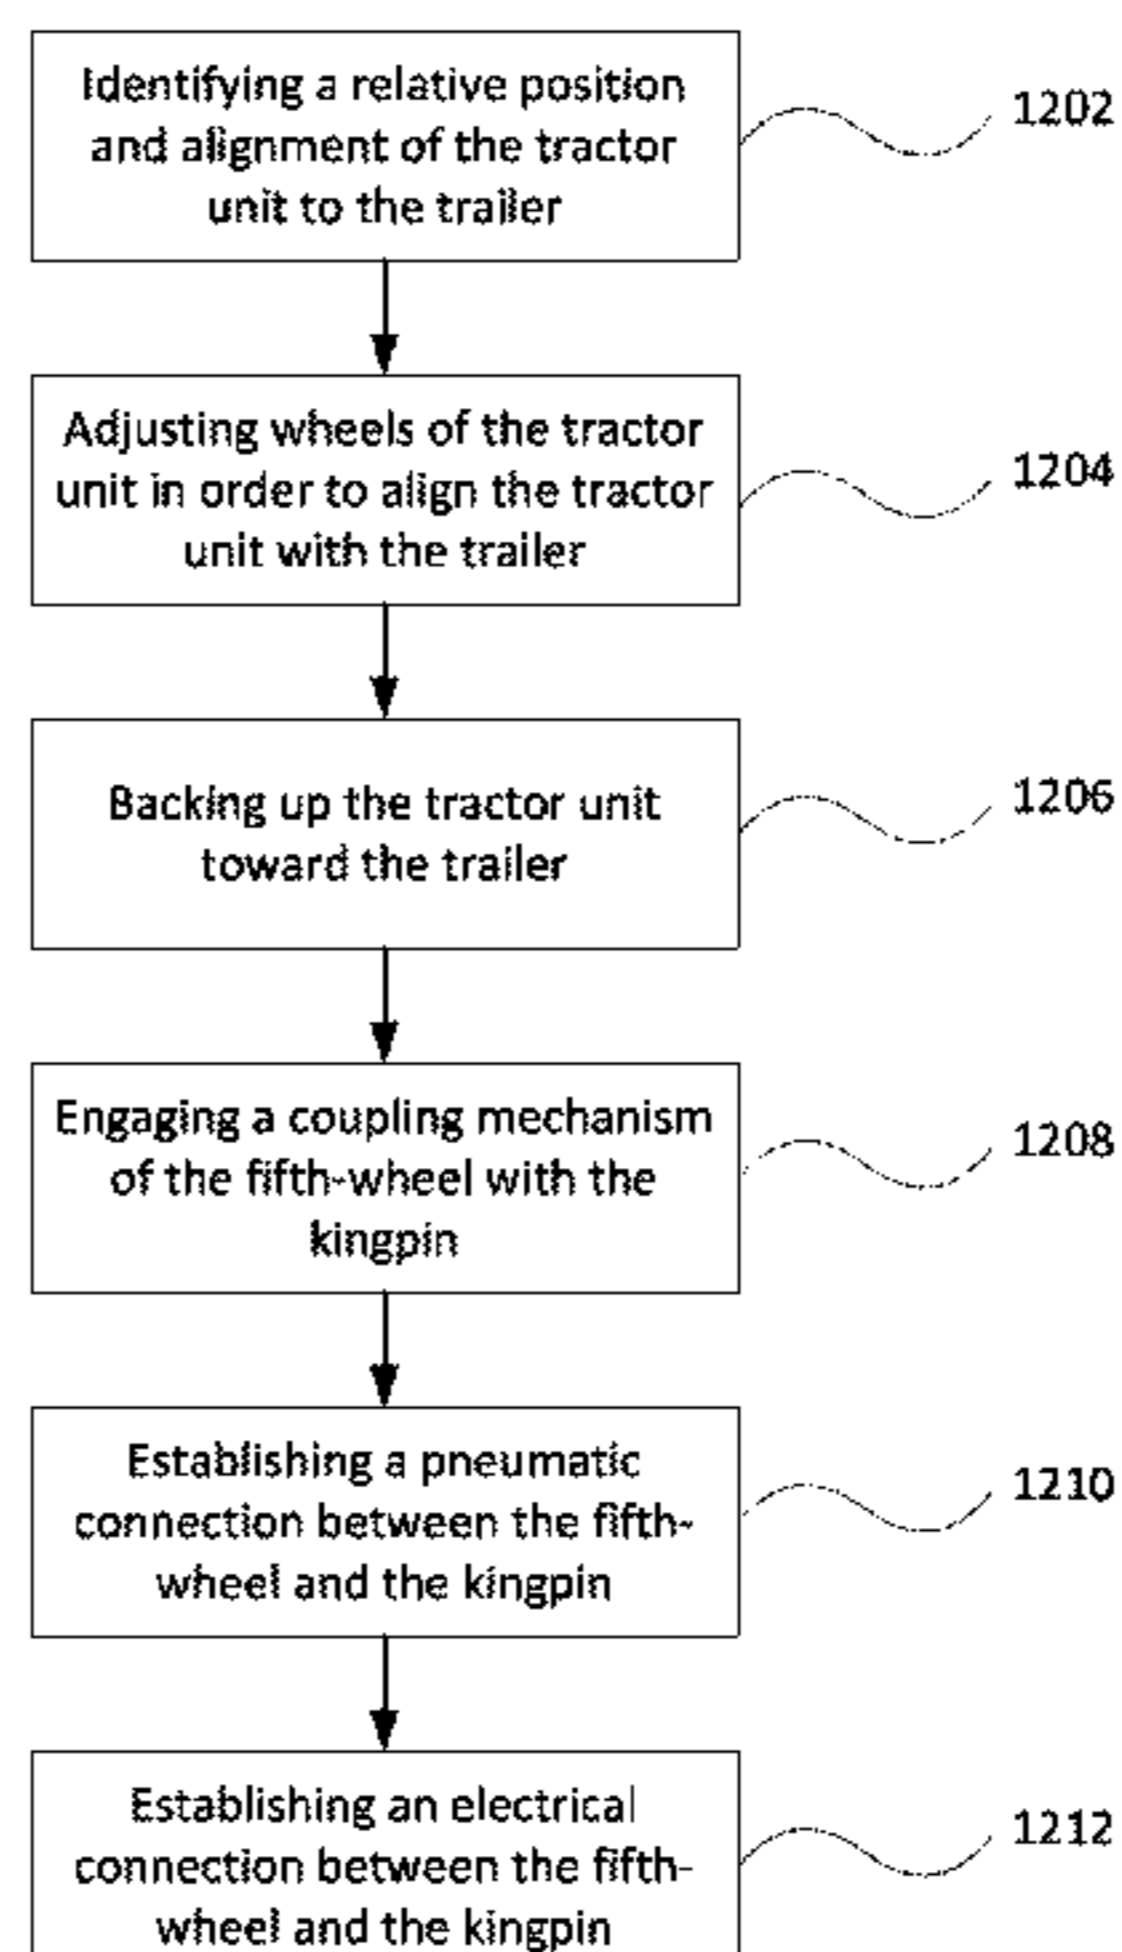 Identifying a relative position
and alignment of the tractor
unit to the trailer
1202
Adjusting wheels of the tractor
unit in order to align the tractor
unit with the trailer
1204
Backing up the tractor unit
toward the trailer
1206
Engaging a coupling mechanism
of the fifth-wheel with the
kingpin
1208
Establishing a pneumatic
connection between the fifth-
wheel and the kingpin
1210
Establishing an electrical
connection between the fifth-
wheel and the kingpin
1212